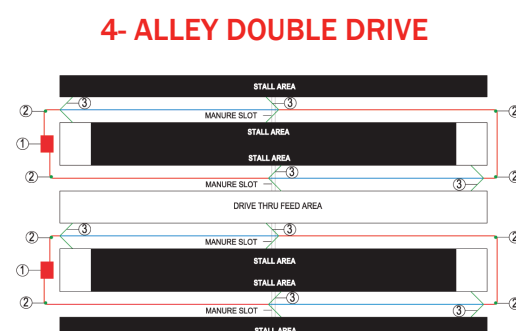 4- ALLEY DOUBLE DRIVE
STALL AREA
3 3
2 2
MANURE SLOT
STALL AREA
1
STALL AREA
3 3
2 2
MANURE SLOT
DRIVE THRU FEED AREA
3 3
2 2
MANURE SLOT
STALL AREA
1
STALL AREA
3 3
2 2
MANURE SLOT
STALL AREA